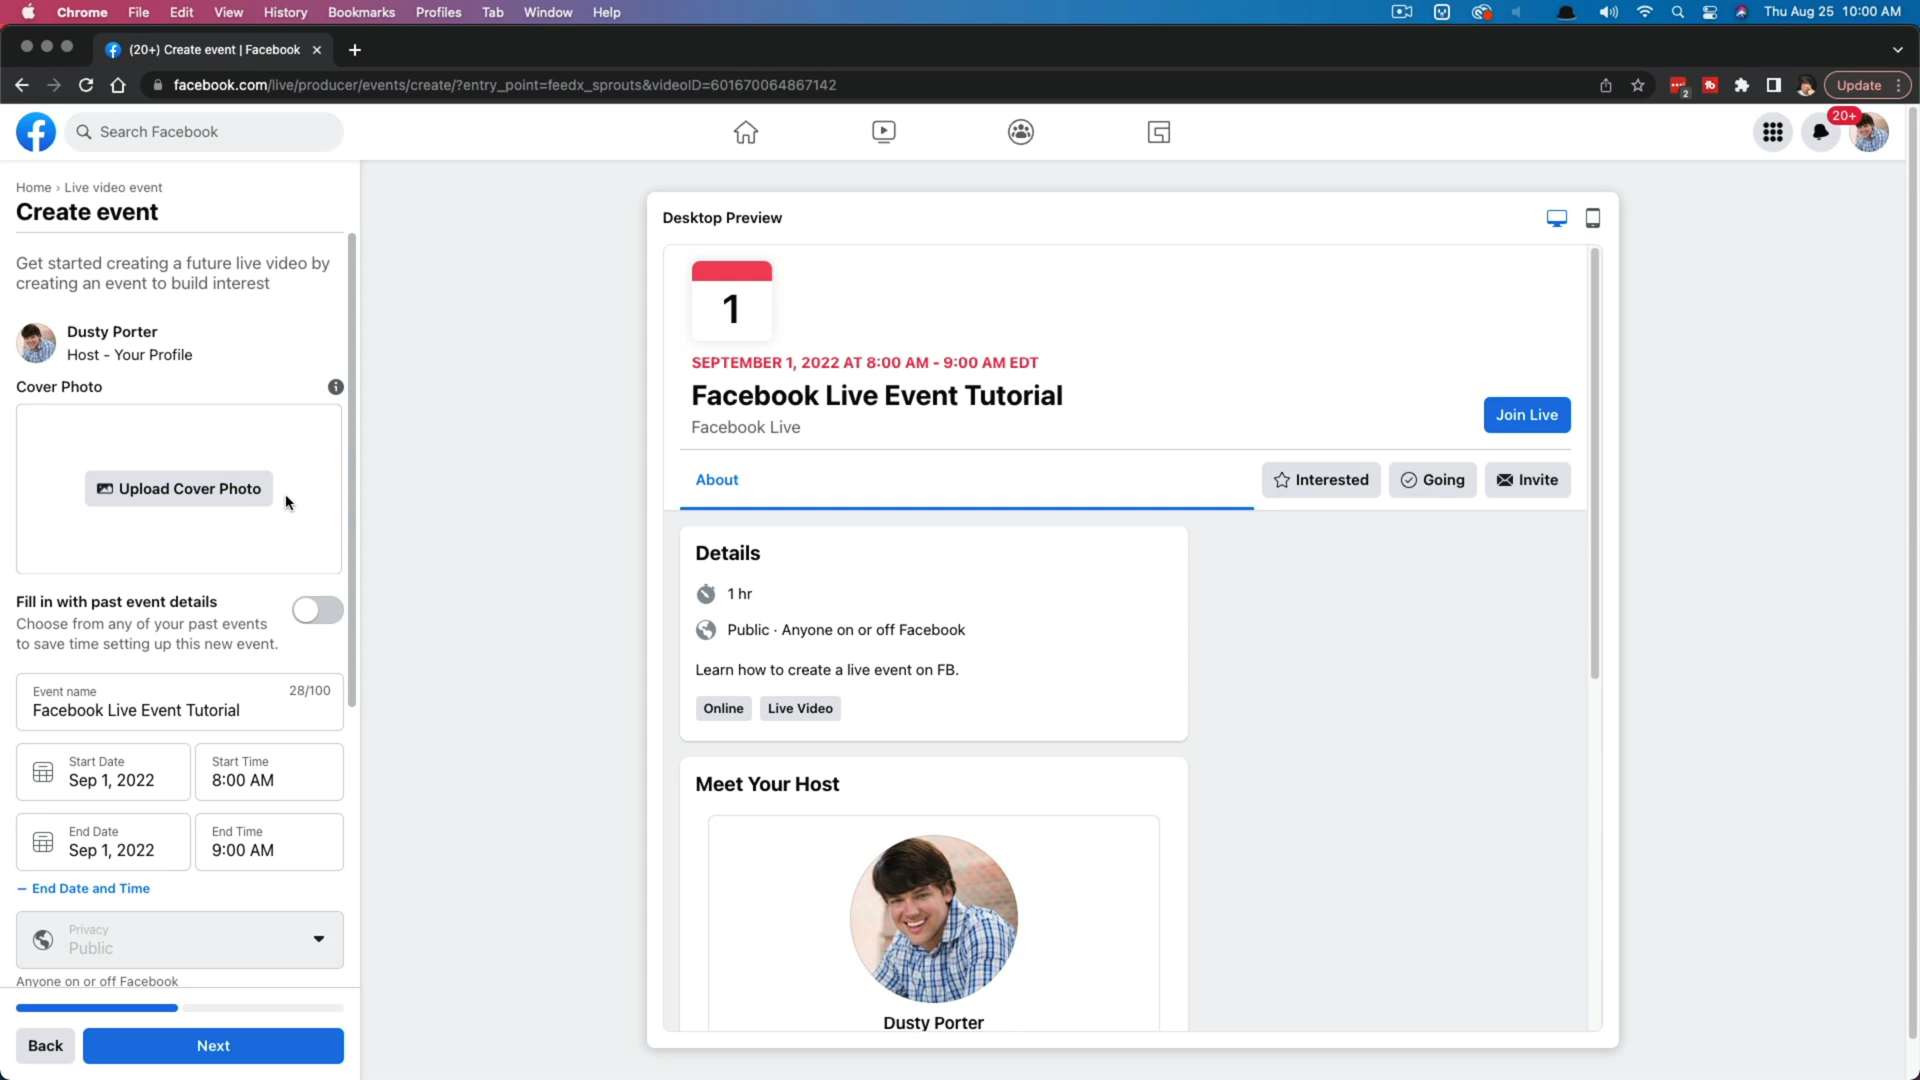 Chrome File Edit View History Bookmarks Profiles Tab Window Help Thu Aug 25 10:00 AM
(20+) Create event | Facebook
facebook.com/live/producer/events/create/?entry_point=feedx_sprouts&videoID=601670064867142
2
Update
Search Facebook
20+
Home › Live video event
Create event
Get started creating a future live video by
creating an event to build interest
Dusty Porter
Host - Your Profile
Cover Photo
Upload Cover Photo
Fill in with past event details
Choose from any of your past events
to save time setting up this new event.
Event name
28/100
Facebook Live Event Tutorial
Start Date
Sep 1, 2022
Start Time
8:00 AM
End Date
Sep 1, 2022
End Time
9:00 AM
− End Date and Time
Privacy
Public
Anyone on or off Facebook
Back
Next
Desktop Preview
1
SEPTEMBER 1, 2022 AT 8:00 AM - 9:00 AM EDT
Facebook Live Event Tutorial
Facebook Live
Join Live
About
Interested
Going
Invite
Details
1 hr
Public · Anyone on or off Facebook
Learn how to create a live event on FB.
Online
Live Video
Meet Your Host
Dusty Porter